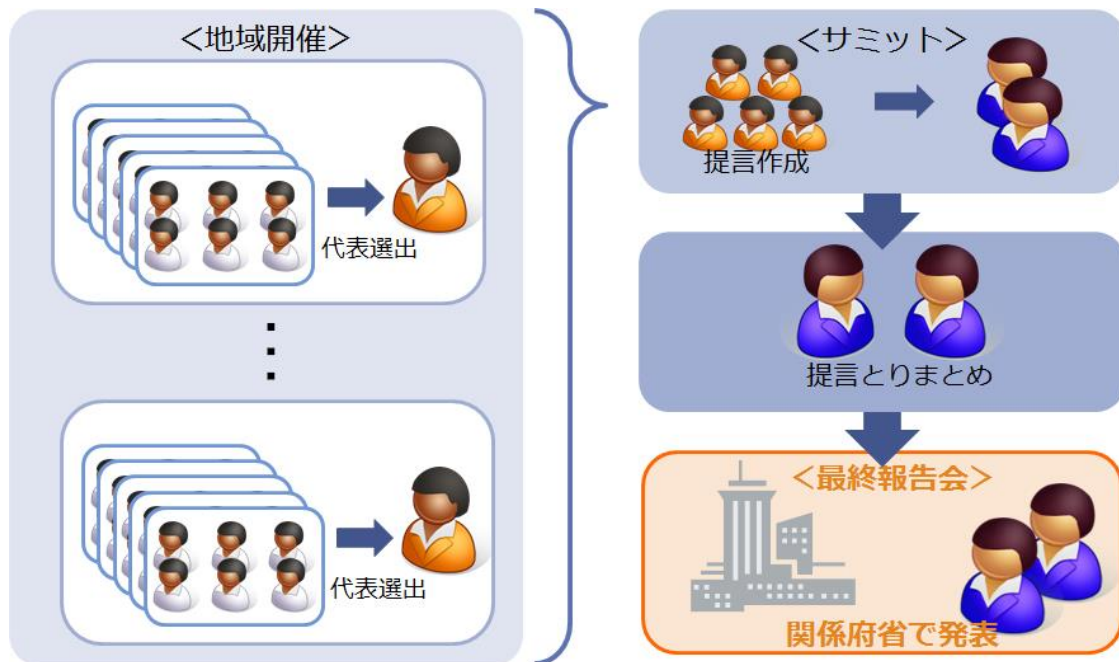 ＜地域開催＞
代表選出
代表選出
＜サミット＞
提言作成
提言とりまとめ
＜最終報告会＞
関係府省で発表